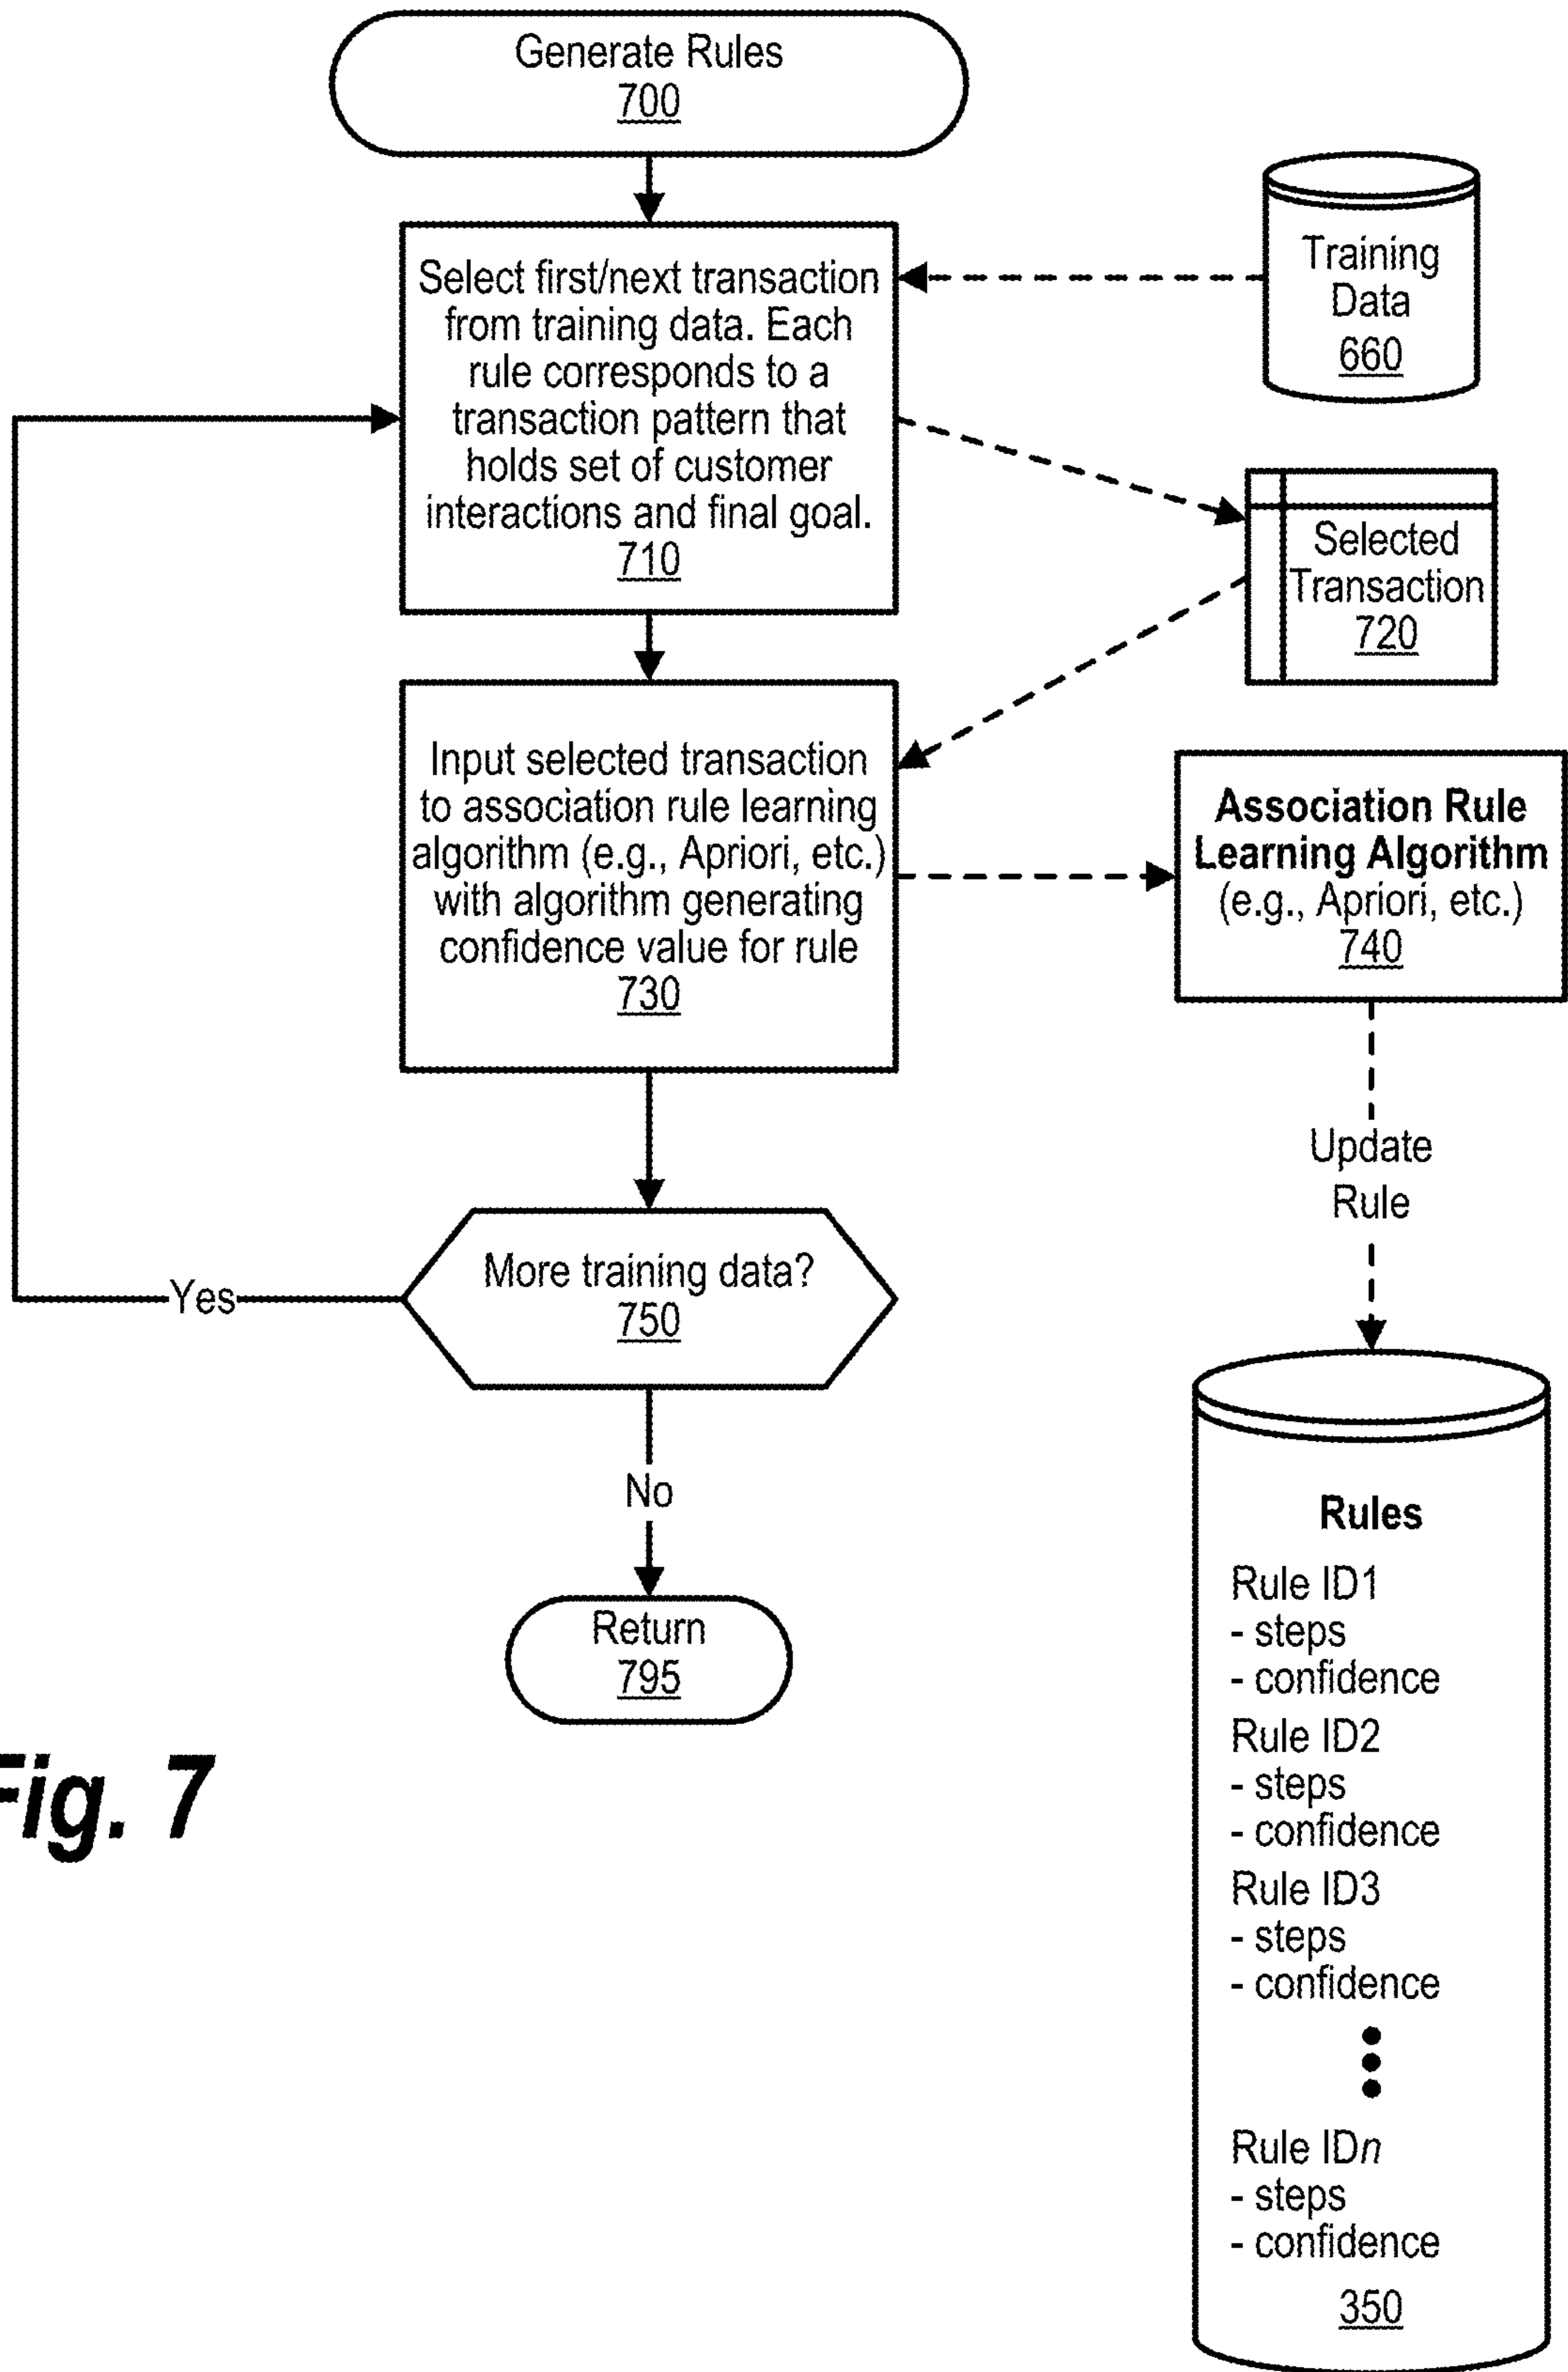 Generate Rules
700
Select first/next transaction
from training data. Each
rule corresponds to a
transaction pattern that
holds set of customer
interactions and final goal.
710
Training
Data
660
Selected
Transaction
720
Input selected transaction
to association rule learning
algorithm (e.g., Apriori, etc.)
with algorithm generating
confidence value for rule
730
Association Rule
Learning Algorithm
(e.g., Apriori, etc.)
740
Update
Rule
More training data?
750
Yes
No
Return
795
Rules
Rule ID1
- steps
- confidence
Rule ID2
- steps
- confidence
Rule ID3
- steps
- confidence
Rule IDn
- steps
- confidence
350
Fig. 7